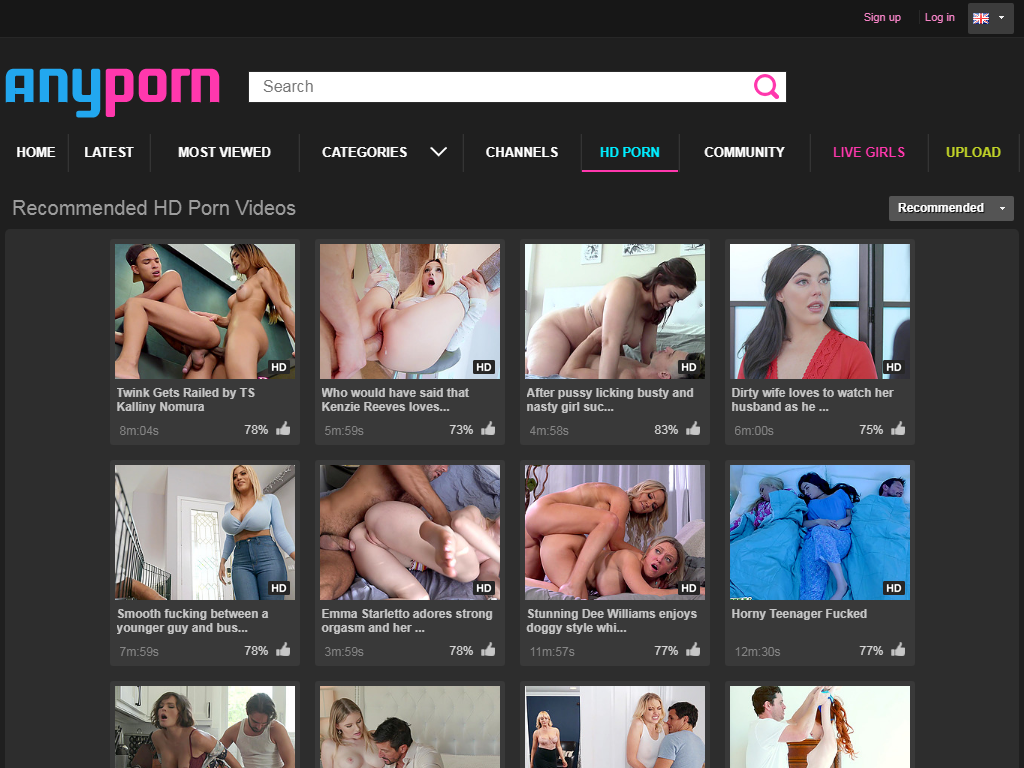 Sign up
Log in
anyporn
Search
HOME
LATEST
MOST VIEWED
CATEGORIES
CHANNELS
HD PORN
COMMUNITY
LIVE GIRLS
UPLOAD
Recommended HD Porn Videos
Recommended
HD
HD
HD
HD
Twink Gets Railed by TS
Kalliny Nomura
8m:04s
78%
Who would have said that
Kenzie Reeves loves...
5m:59s
73%
After pussy licking busty and
nasty girl suc...
4m:58s
83%
Dirty wife loves to watch her
husband as he ...
6m:00s
75%
HD
HD
HD
HD
Smooth fucking between a
younger guy and bus...
7m:59s
78%
Emma Starletto adores strong
orgasm and her ...
3m:59s
78%
Stunning Dee Williams enjoys
doggy style whi...
11m:57s
77%
Horny Teenager Fucked
12m:30s
77%